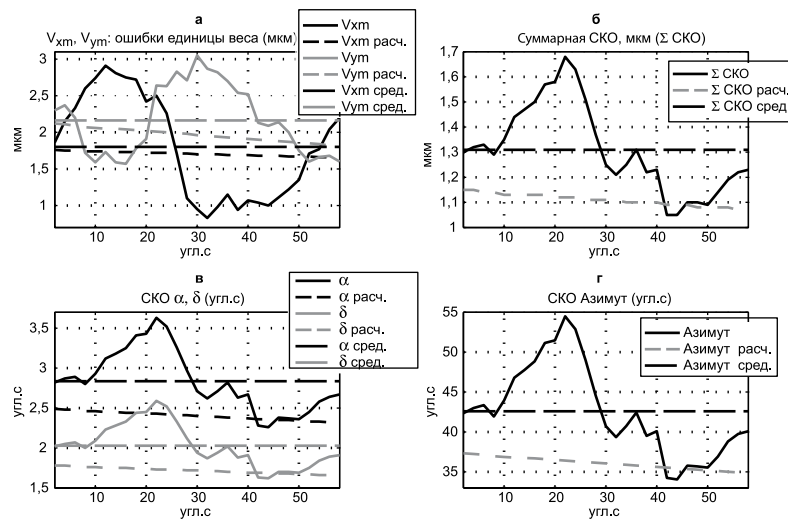 а
V_xm, V_ym: ошибки единицы веса (мкм)
Vxm
Vxm расч.
Vym
Vym расч.
Vxm сред.
Vym сред.
3
2,5
2
1,5
1
мкм
10 20 30 40 50
угл.с
б
Суммарная СКО, мкм (Σ СКО)
Σ СКО
Σ СКО расч.
Σ СКО сред.
1,7
1,6
1,5
1,4
1,3
1,2
1,1
1
мкм
10 20 30 40 50
угл.с
в
СКО α, δ (угл.с)
α
α расч.
δ
δ расч.
α сред.
δ сред.
3,5
3
2,5
2
1,5
угл.с
10 20 30 40 50
угл.с
г
СКО Азимут (угл.с)
Азимут
Азимут расч.
Азимут сред.
55
50
45
40
35
угл.с
10 20 30 40 50
угл.с